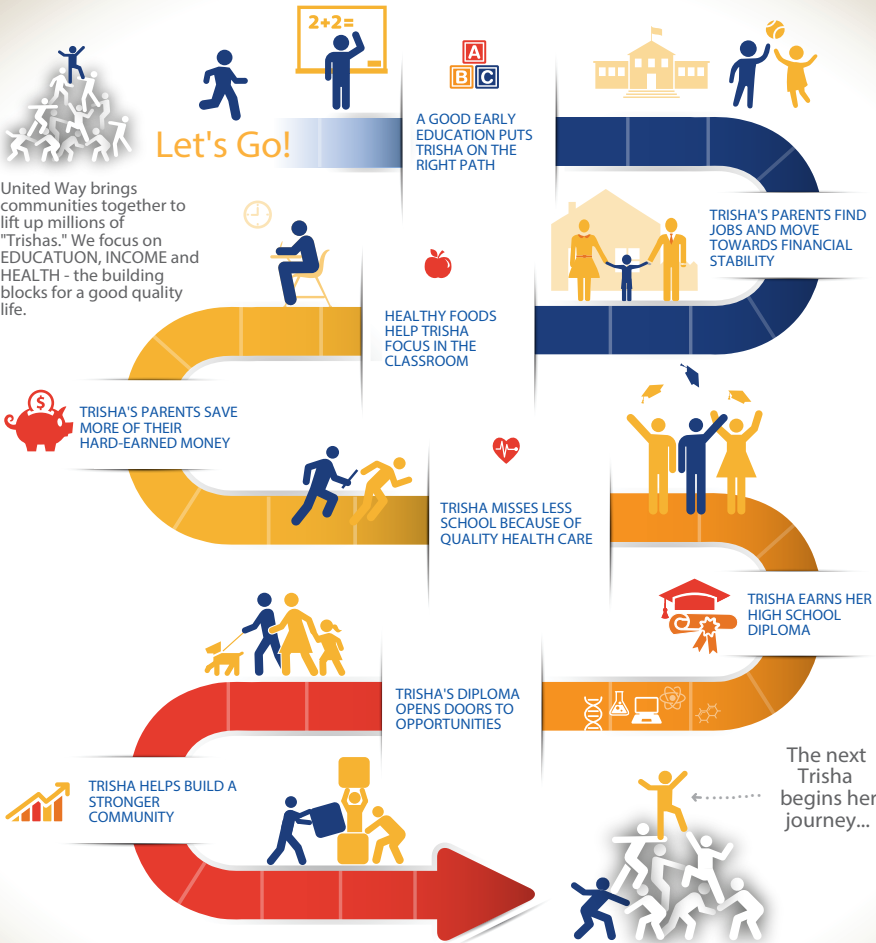 2+2=
A
B C
Let's Go!
A GOOD EARLY
EDUCATION PUTS
TRISHA ON THE
RIGHT PATH
United Way brings
communities together to
lift up millions of
"Trishas." We focus on
EDUCATUON, INCOME and
HEALTH - the building
blocks for a good quality
life.
TRISHA'S PARENTS FIND
JOBS AND MOVE
TOWARDS FINANCIAL
STABILITY
HEALTHY FOODS
HELP TRISHA
FOCUS IN THE
CLASSROOM
$
TRISHA'S PARENTS SAVE
MORE OF THEIR
HARD-EARNED MONEY
TRISHA MISSES LESS
SCHOOL BECAUSE OF
QUALITY HEALTH CARE
TRISHA EARNS HER
HIGH SCHOOL
DIPLOMA
TRISHA'S DIPLOMA
OPENS DOORS TO
OPPORTUNITIES
TRISHA HELPS BUILD A
STRONGER
COMMUNITY
The next
Trisha
begins her
journey...